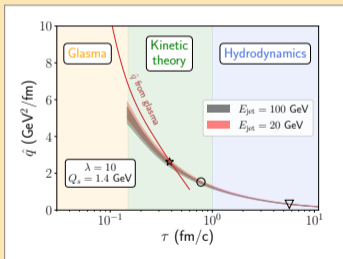 Glasma
Kinetic
theory
Hydrodynamics
q̂ from glasma
E_jet = 100 GeV
E_jet = 20 GeV
λ = 10
Q_s = 1.4 GeV
q̂ (GeV²/fm)
10
8
6
4
2
0
10⁻¹
10⁰
10¹
τ (fm/c)